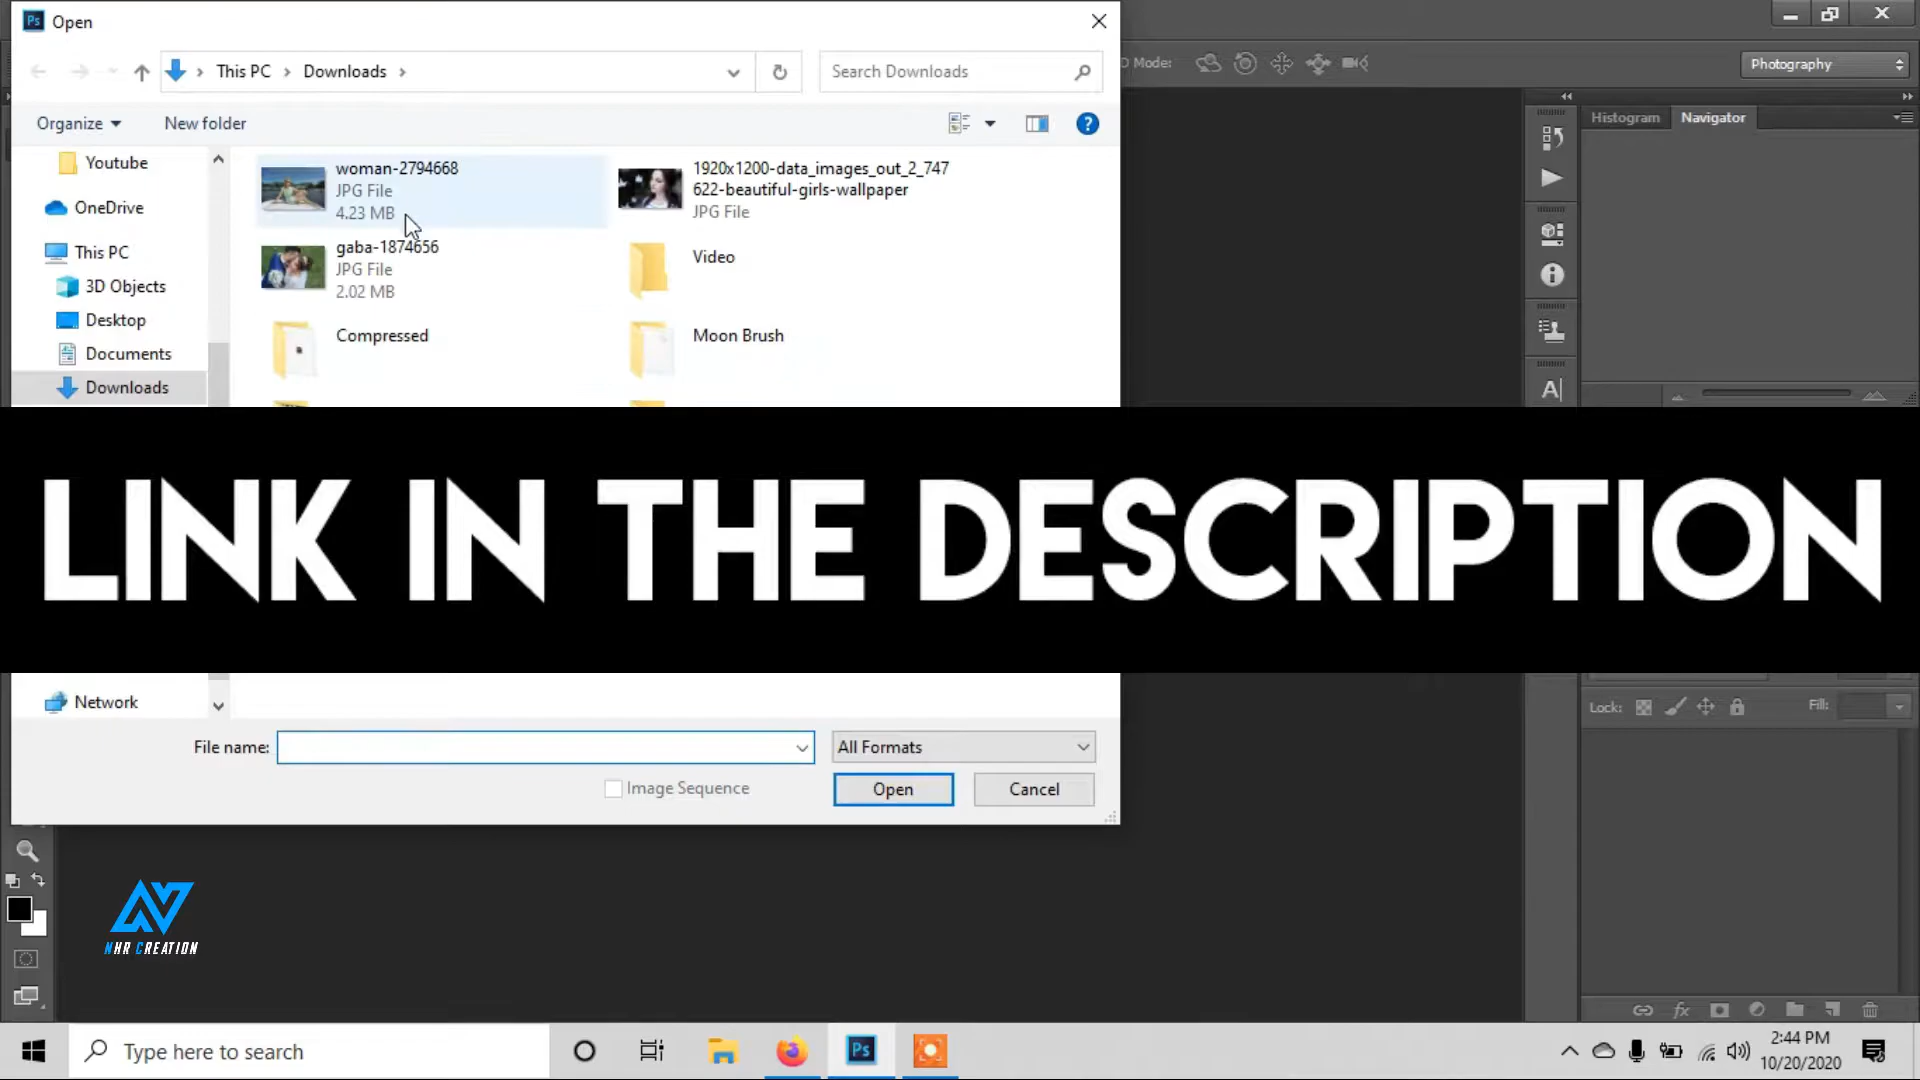 Ps Open
This PC Downloads
Search Downloads
D Mode:
Photography
Organize New folder
?
Histogram Navigator
Youtube
OneDrive
This PC
3D Objects
Desktop
Documents
Downloads
woman-2794668
JPG File
4.23 MB
1920x1200-data_images_out_2_747
622-beautiful-girls-wallpaper
JPG File
gaba-1874656
JPG File
2.02 MB
Video
Compressed
Moon Brush
A
LINK IN THE DESCRIPTION
Network
Lock: Fill:
File name:
All Formats
Image Sequence
Open Cancel
NHR CREATION
fx
Type here to search
Ps
2:44 PM
10/20/2020